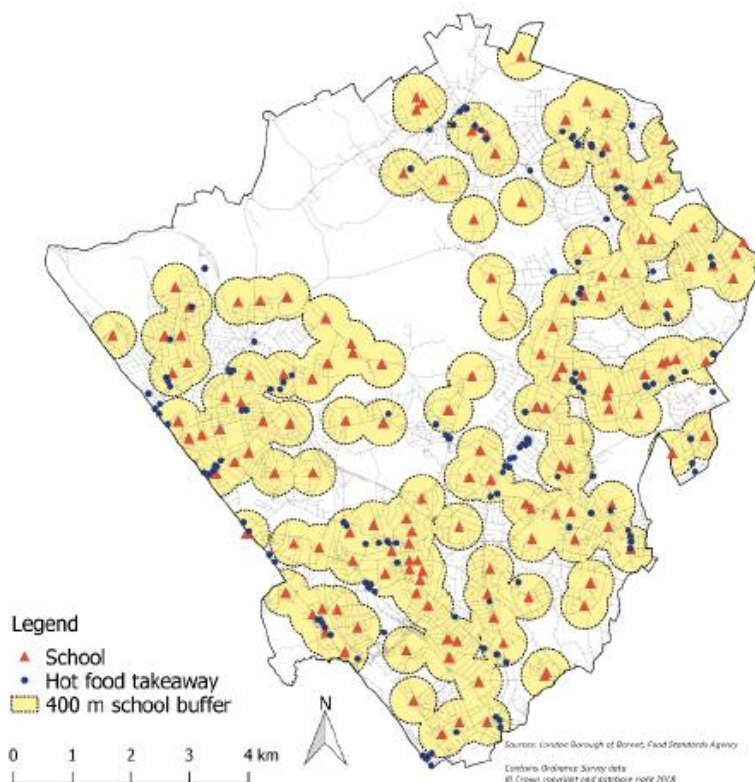 Legend
School
Hot food takeaway
400 m school buffer
N
0 1 2 3 4 km
Sources: London Borough of Barnet, Food Standards Agency
Contains Ordnance Survey data
© Crown copyright and database right 2018